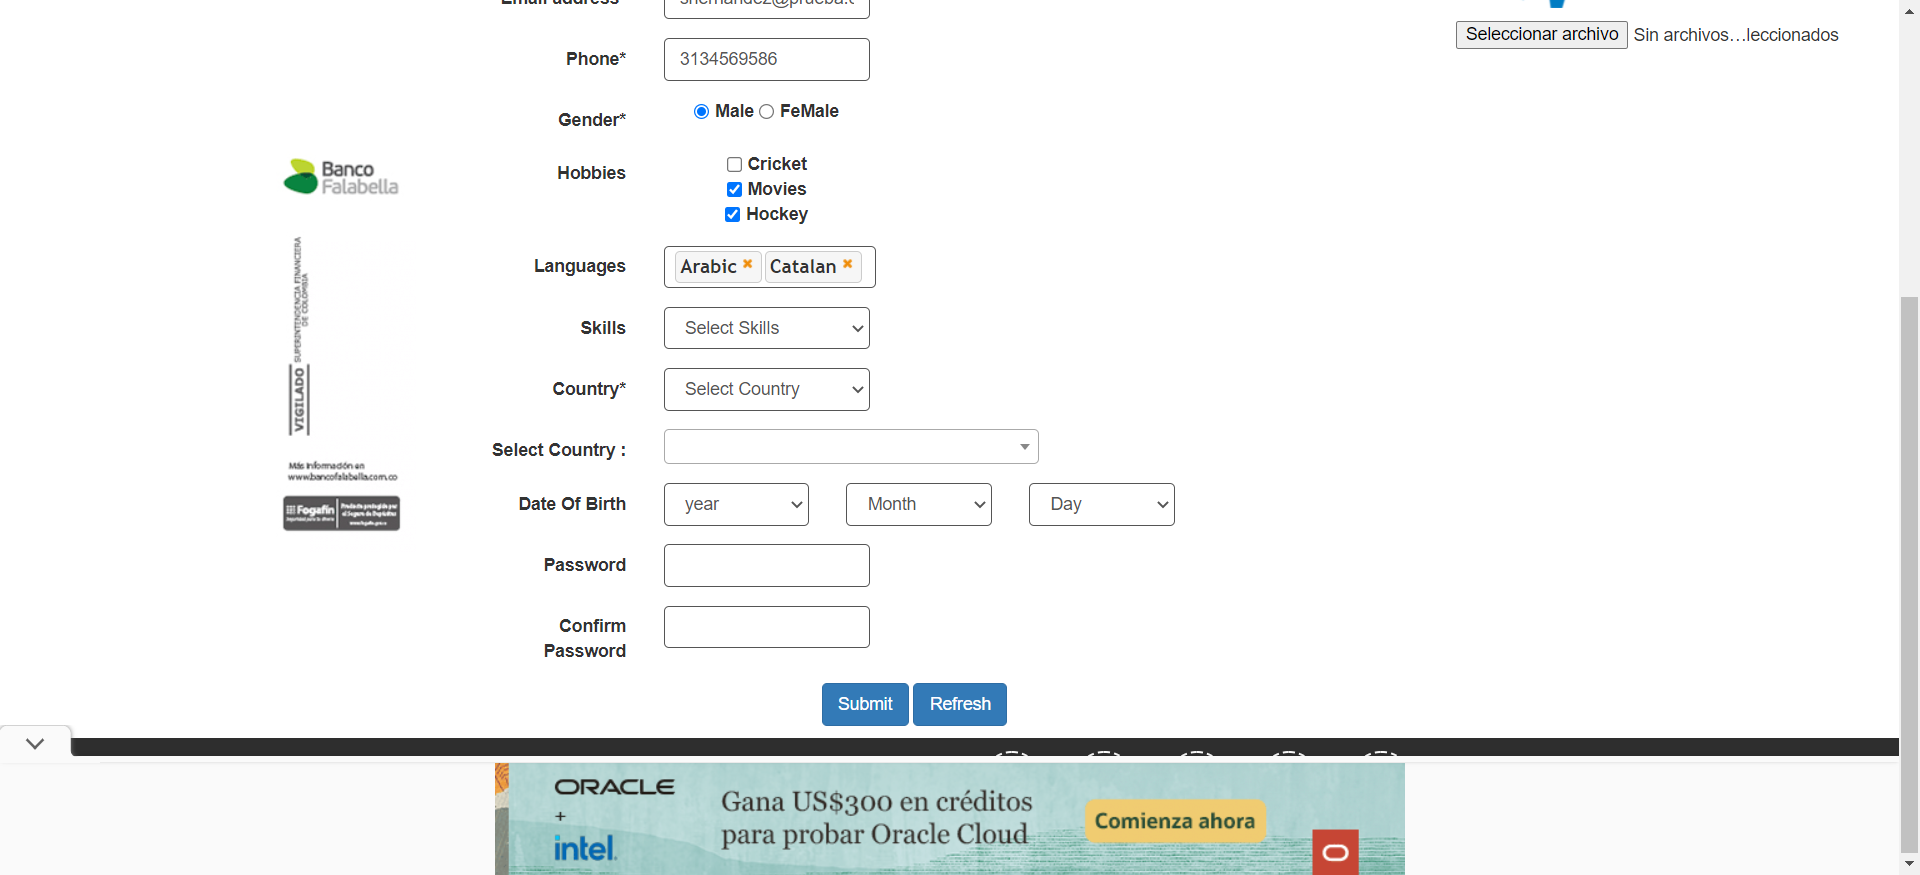 Email address
Seleccionar archivo Sin archivos…leccionados
Phone* 3134569586
Gender* Male FeMale
Hobbies
Cricket
Movies
Hockey
Languages Arabic Catalan
Skills Select Skills
Country* Select Country
Select Country :
Date Of Birth year Month Day
Password
Confirm
Password
Submit Refresh
Banco
Falabella
SUPERINTENDENCIA FINANCIERA
DE COLOMBIA
VIGILADO
Más información en
www.bancofalabella.com.co
Fogafín
ORACLE
+
intel.
Gana US$300 en créditos
para probar Oracle Cloud
Comienza ahora